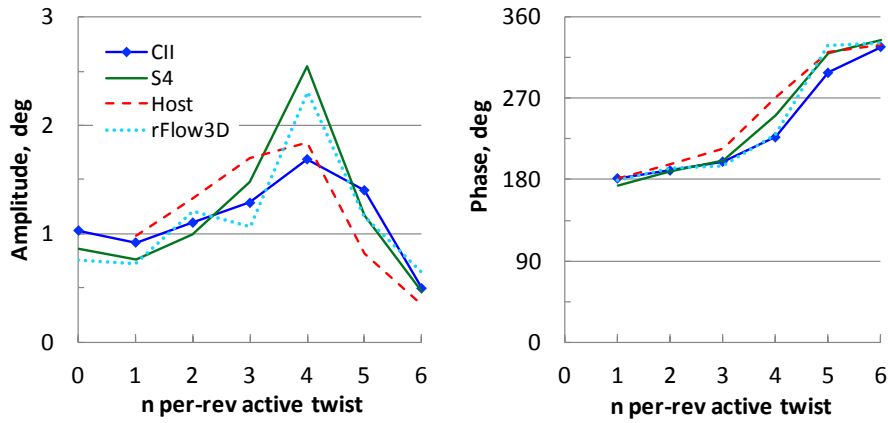 3
2
1
0
Amplitude, deg
CII
S4
Host
rFlow3D
0 1 2 3 4 5 6
n per-rev active twist
360
270
180
90
0
Phase, deg
0 1 2 3 4 5 6
n per-rev active twist